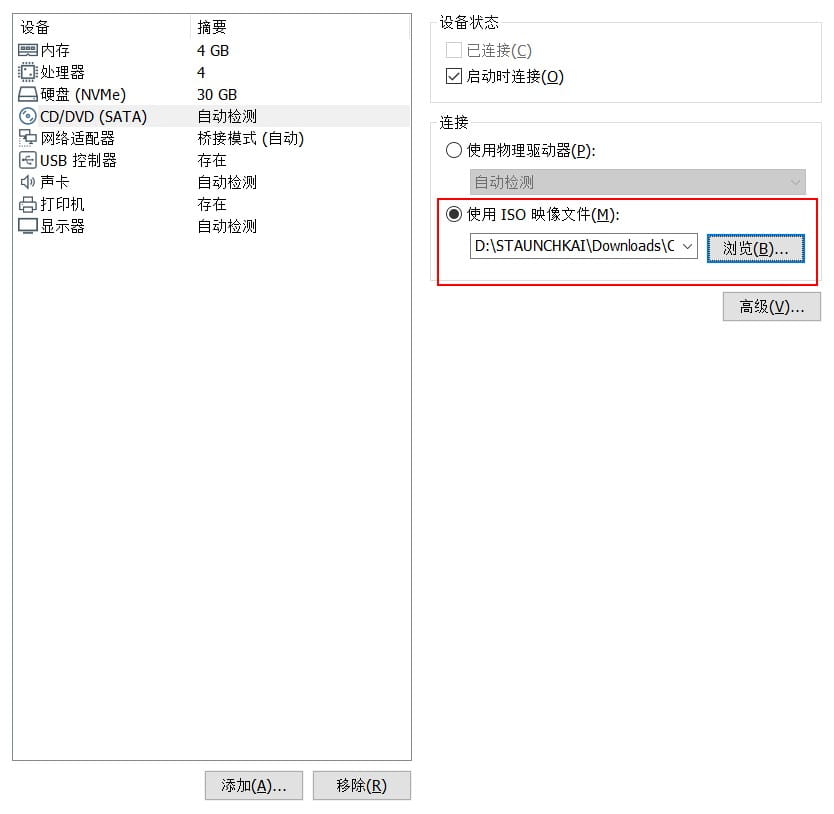 设备 摘要
内存 4 GB
处理器 4
硬盘 (NVMe) 30 GB
CD/DVD (SATA) 自动检测
网络适配器 桥接模式 (自动)
USB 控制器 存在
声卡 自动检测
打印机 存在
显示器 自动检测
添加(A)... 移除(R)
设备状态
已连接(C)
启动时连接(O)
连接
使用物理驱动器(P):
自动检测
使用 ISO 映像文件(M):
D:\STAUNCHKAI\Downloads\C 浏览(B)...
高级(V)...